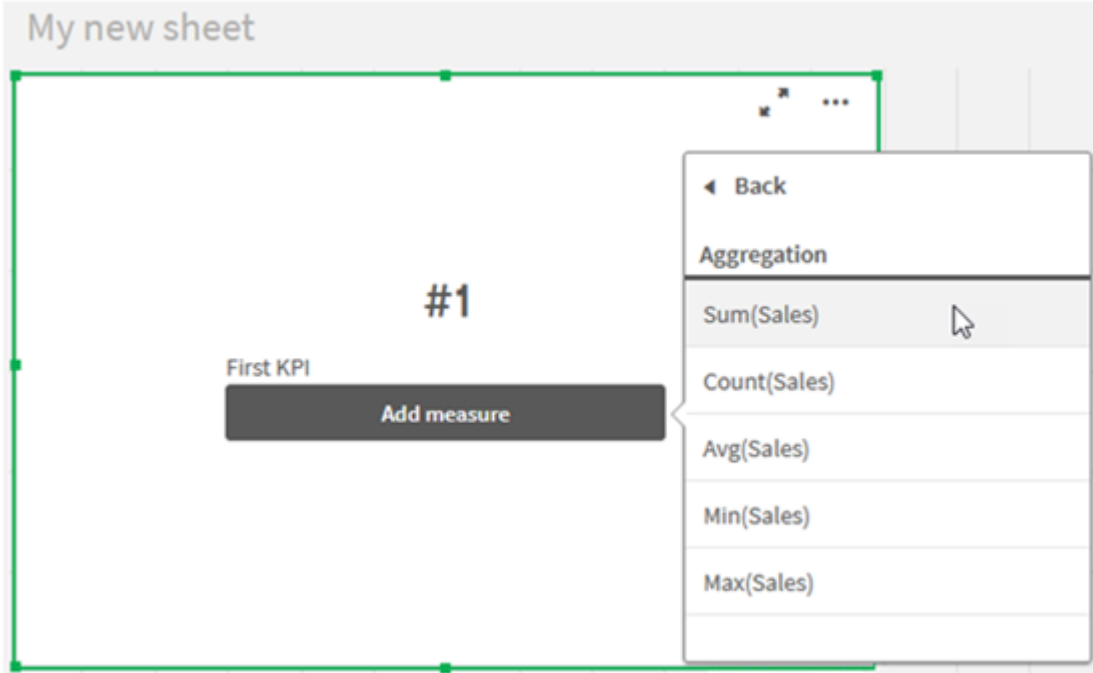 My new sheet
Back
Aggregation
#1
Sum(Sales)
First KPI
Count(Sales)
Add measure
Avg(Sales)
Min(Sales)
Max(Sales)